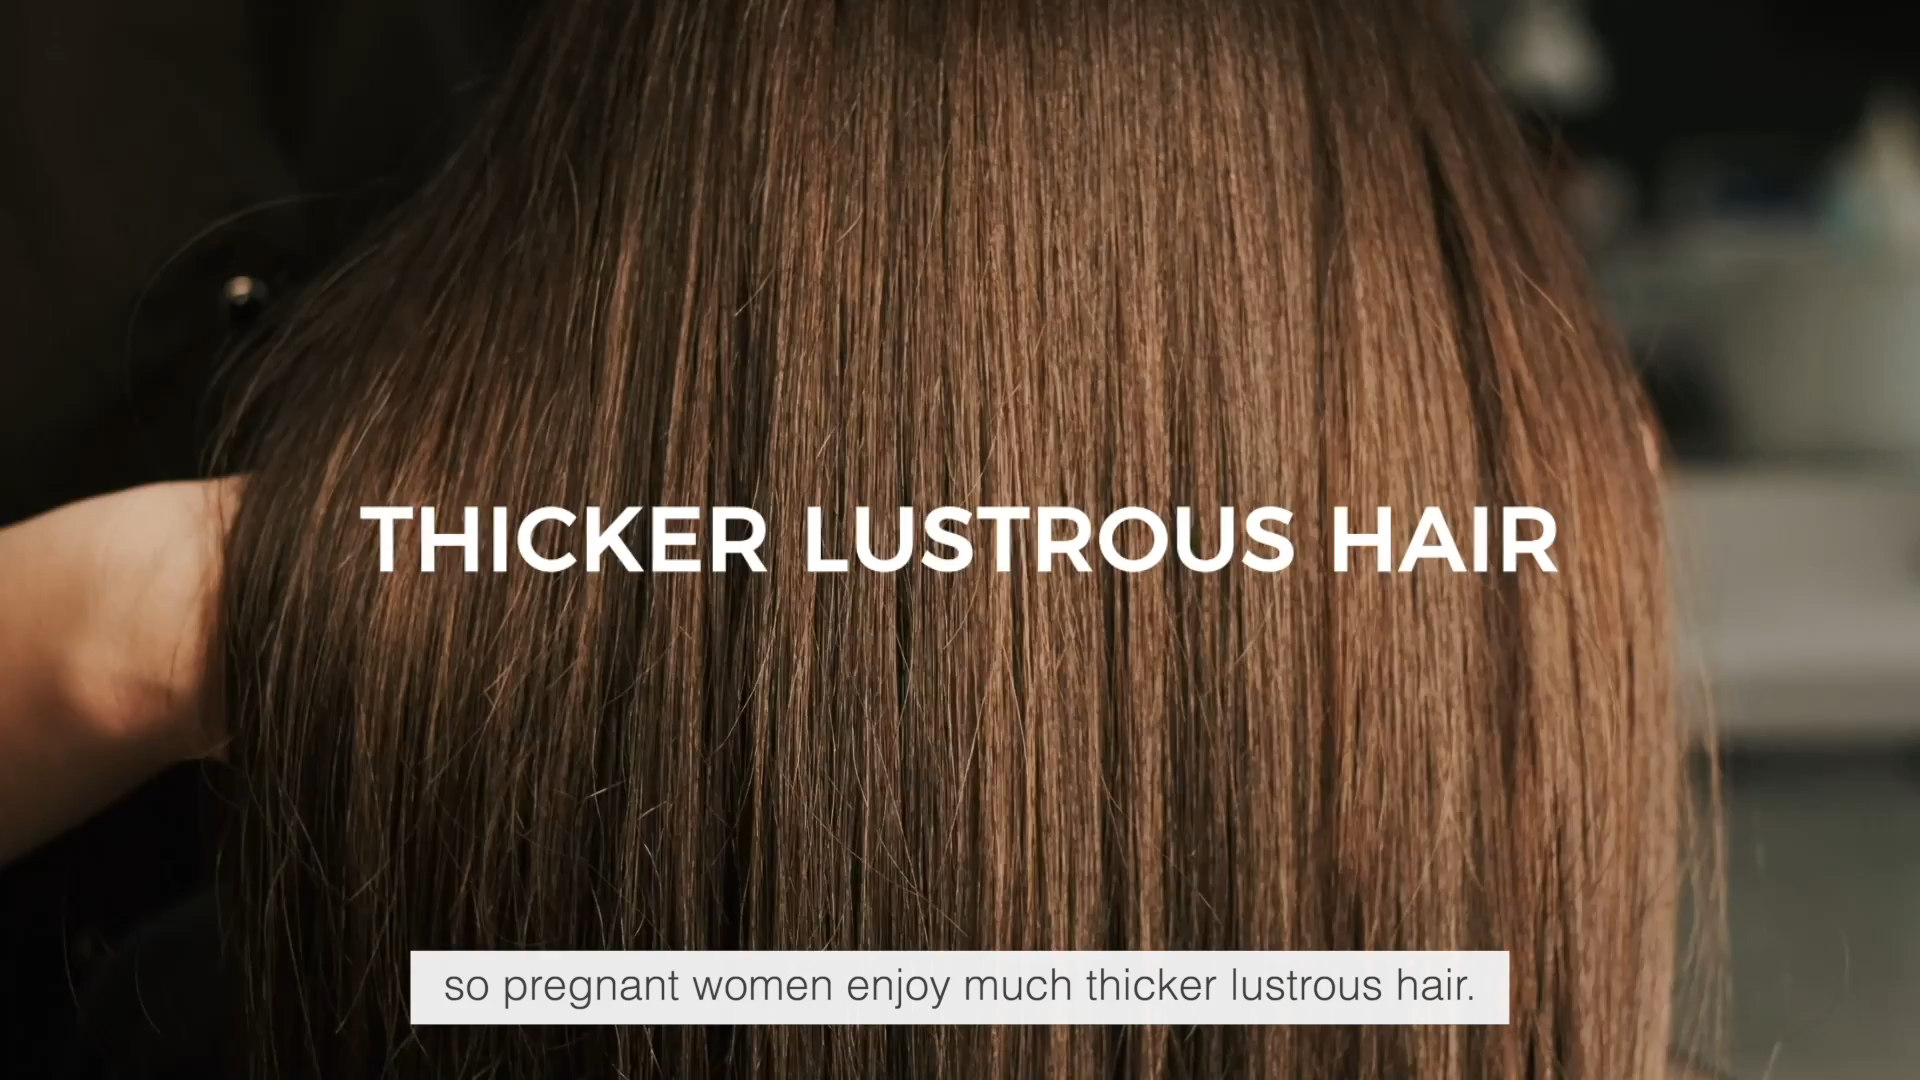 THICKER LUSTROUS HAIR
so pregnant women enjoy much thicker lustrous hair.